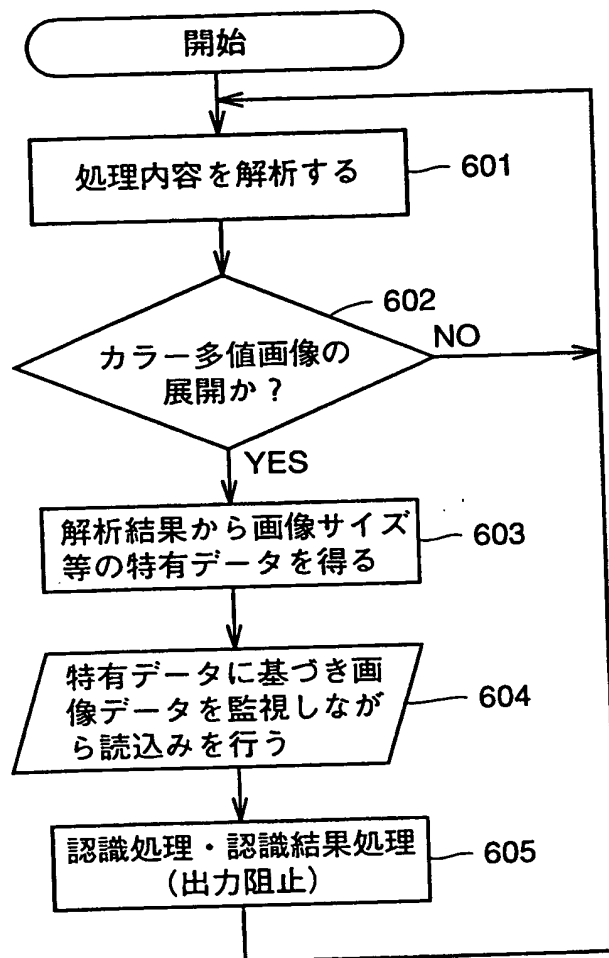 開始
処理内容を解析する
601
602
カラー多値画像の
展開か？
NO
YES
解析結果から画像サイズ
等の特有データを得る
603
特有データに基づき画
像データを監視しなが
ら読込みを行う
604
認識処理・認識結果処理
(出力阻止)
605